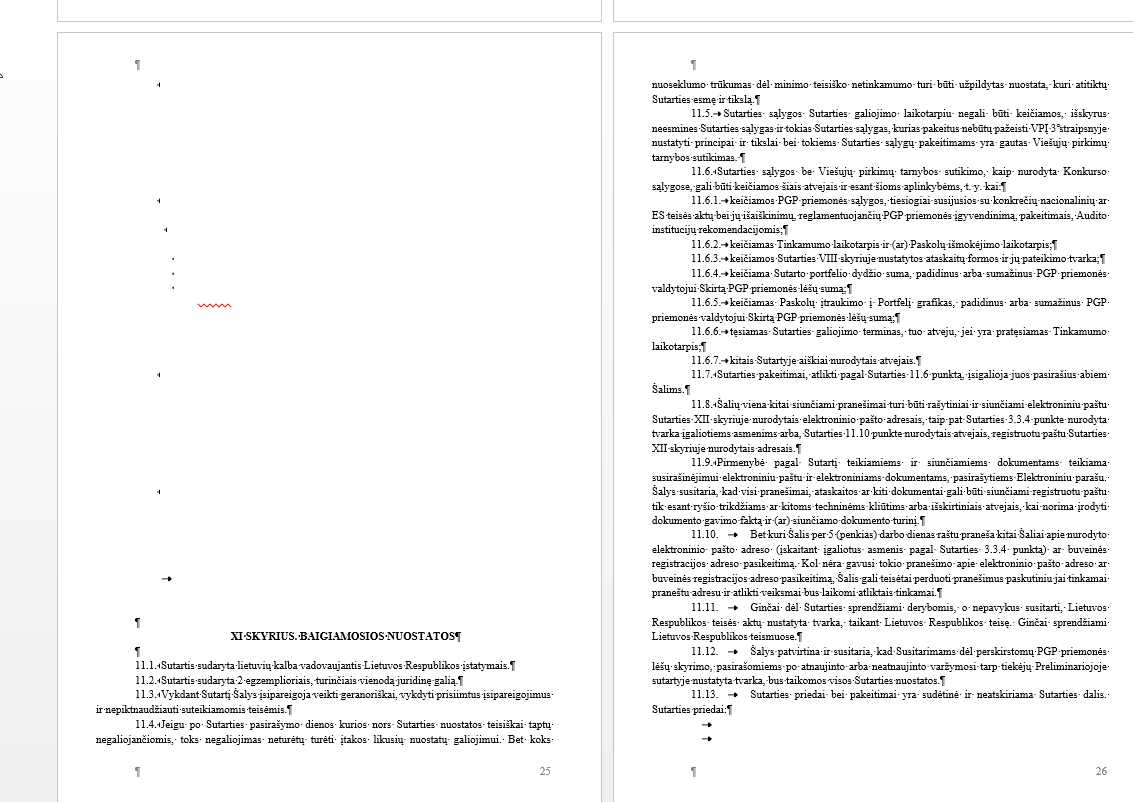 XI SKYRIUS. BAIGIAMOSIOS NUOSTATOS
11.1. Sutartis sudaryta lietuvių kalba vadovaujantis Lietuvos Respublikos įstatymais.
11.2. Sutartis sudaryta 2 egzemplioriais, turinčiais vienodą juridinę galią.
11.3. Vykdant Sutartį Šalys įsipareigoja veikti geranoriškai, vykdyti prisiimtus įsipareigojimus
ir nepiktnaudžiauti suteikiamomis teisėmis.
11.4. Jeigu po Sutarties pasirašymo dienos kurios nors Sutarties nuostatos teisiškai taptų
negaliojančiomis, toks negaliojimas neturėtų turėti įtakos likusių nuostatų galiojimui. Bet koks
25
nuoseklumo trūkumas dėl minimo teisiško netinkamumo turi būti užpildytas nuostata, kuri atitiktų
Sutarties esmę ir tikslą.
11.5. Sutarties sąlygos Sutarties galiojimo laikotarpiu negali būti keičiamos, išskyrus
neesmines Sutarties sąlygas ir tokias Sutarties sąlygas, kurias pakeitus nebūtų pažeisti VPĮ 3 straipsnyje
nustatyti principai ir tikslai bei tokiems Sutarties sąlygų pakeitimams yra gautas Viešųjų pirkimų
tarnybos sutikimas.
11.6. Sutarties sąlygos be Viešųjų pirkimų tarnybos sutikimo, kaip nurodyta Konkurso
sąlygose, gali būti keičiamos šiais atvejais ir esant šioms aplinkybėms, t. y. kai:
11.6.1. keičiamos PGP priemonės sąlygos, tiesiogiai susijusios su konkrečių nacionalinių ar
ES teisės aktų bei jų išaiškinimų, reglamentuojančių PGP priemonės įgyvendinimą, pakeitimais, Audito
institucijų rekomendacijomis;
11.6.2. keičiamas Tinkamumo laikotarpis ir (ar) Paskolų išmokėjimo laikotarpis;
11.6.3. keičiamos Sutarties VIII skyriuje nustatytos ataskaitų formos ir jų pateikimo tvarka;
11.6.4. keičiama Sutarto portfelio dydžio suma, padidinus arba sumažinus PGP priemonės
valdytojui Skirtą PGP priemonės lėšų sumą;
11.6.5. keičiamas Paskolų įtraukimo į Portfelį grafikas, padidinus arba sumažinus PGP
priemonės valdytojui Skirtą PGP priemonės lėšų sumą;
11.6.6. tęsiamas Sutarties galiojimo terminas, tuo atveju, jei yra pratęsiamas Tinkamumo
laikotarpis;
11.6.7. kitais Sutartyje aiškiai nurodytais atvejais.
11.7. Sutarties pakeitimai, atlikti pagal Sutarties 11.6 punktą, įsigalioja juos pasirašius abiem
Šalims.
11.8. Šalių viena kitai siunčiami pranešimai turi būti rašytiniai ir siunčiami elektroniniu paštu
Sutarties XII skyriuje nurodytais elektroninio pašto adresais, taip pat Sutarties 3.3.4 punkte nurodyta
tvarka įgaliotiems asmenims arba, Sutarties 11.10 punkte nurodytais atvejais, registruotu paštu Sutarties
XII skyriuje nurodytais adresais.
11.9. Pirmenybė pagal Sutartį teikiamiems ir siunčiamiems dokumentams teikiama
susirašinėjimui elektroniniu paštu ir elektroniniams dokumentams, pasirašytiems Elektroniniu parašu.
Šalys susitaria, kad visi pranešimai, ataskaitos ar kiti dokumentai gali būti siunčiami registruotu paštu
tik esant ryšio trikdžiams ar kitoms techninėms kliūtims arba išskirtiniais atvejais, kai norima įrodyti
dokumento gavimo faktą ir (ar) siunčiamo dokumento turinį.
11.10. Bet kuri Šalis per 5 (penkias) darbo dienas raštu praneša kitai Šaliai apie nurodyto
elektroninio pašto adreso (įskaitant įgaliotus asmenis pagal Sutarties 3.3.4 punktą) ar buveinės
registracijos adreso pasikeitimą. Kol nėra gavusi tokio pranešimo apie elektroninio pašto adreso ar
buveinės registracijos adreso pasikeitimą, Šalis gali teisėtai perduoti pranešimus paskutiniu jai tinkamai
praneštu adresu ir atlikti veiksmai bus laikomi atliktais tinkamai.
11.11. Ginčai dėl Sutarties sprendžiami derybomis, o nepavykus susitarti, Lietuvos
Respublikos teisės aktų nustatyta tvarka, taikant Lietuvos Respublikos teisę. Ginčai sprendžiami
Lietuvos Respublikos teismuose.
11.12. Šalys patvirtina ir susitaria, kad Susitarimams dėl perskirstomų PGP priemonės
lėšų skyrimo, pasirašomiems po atnaujinto arba neatnaujinto varžymosi tarp tiekėjų Preliminariojoje
sutartyje nustatyta tvarka, bus taikomos visos Sutarties nuostatos.
11.13. Sutarties priedai bei pakeitimai yra sudėtinė ir neatskiriama Sutarties dalis.
Sutarties priedai:
26